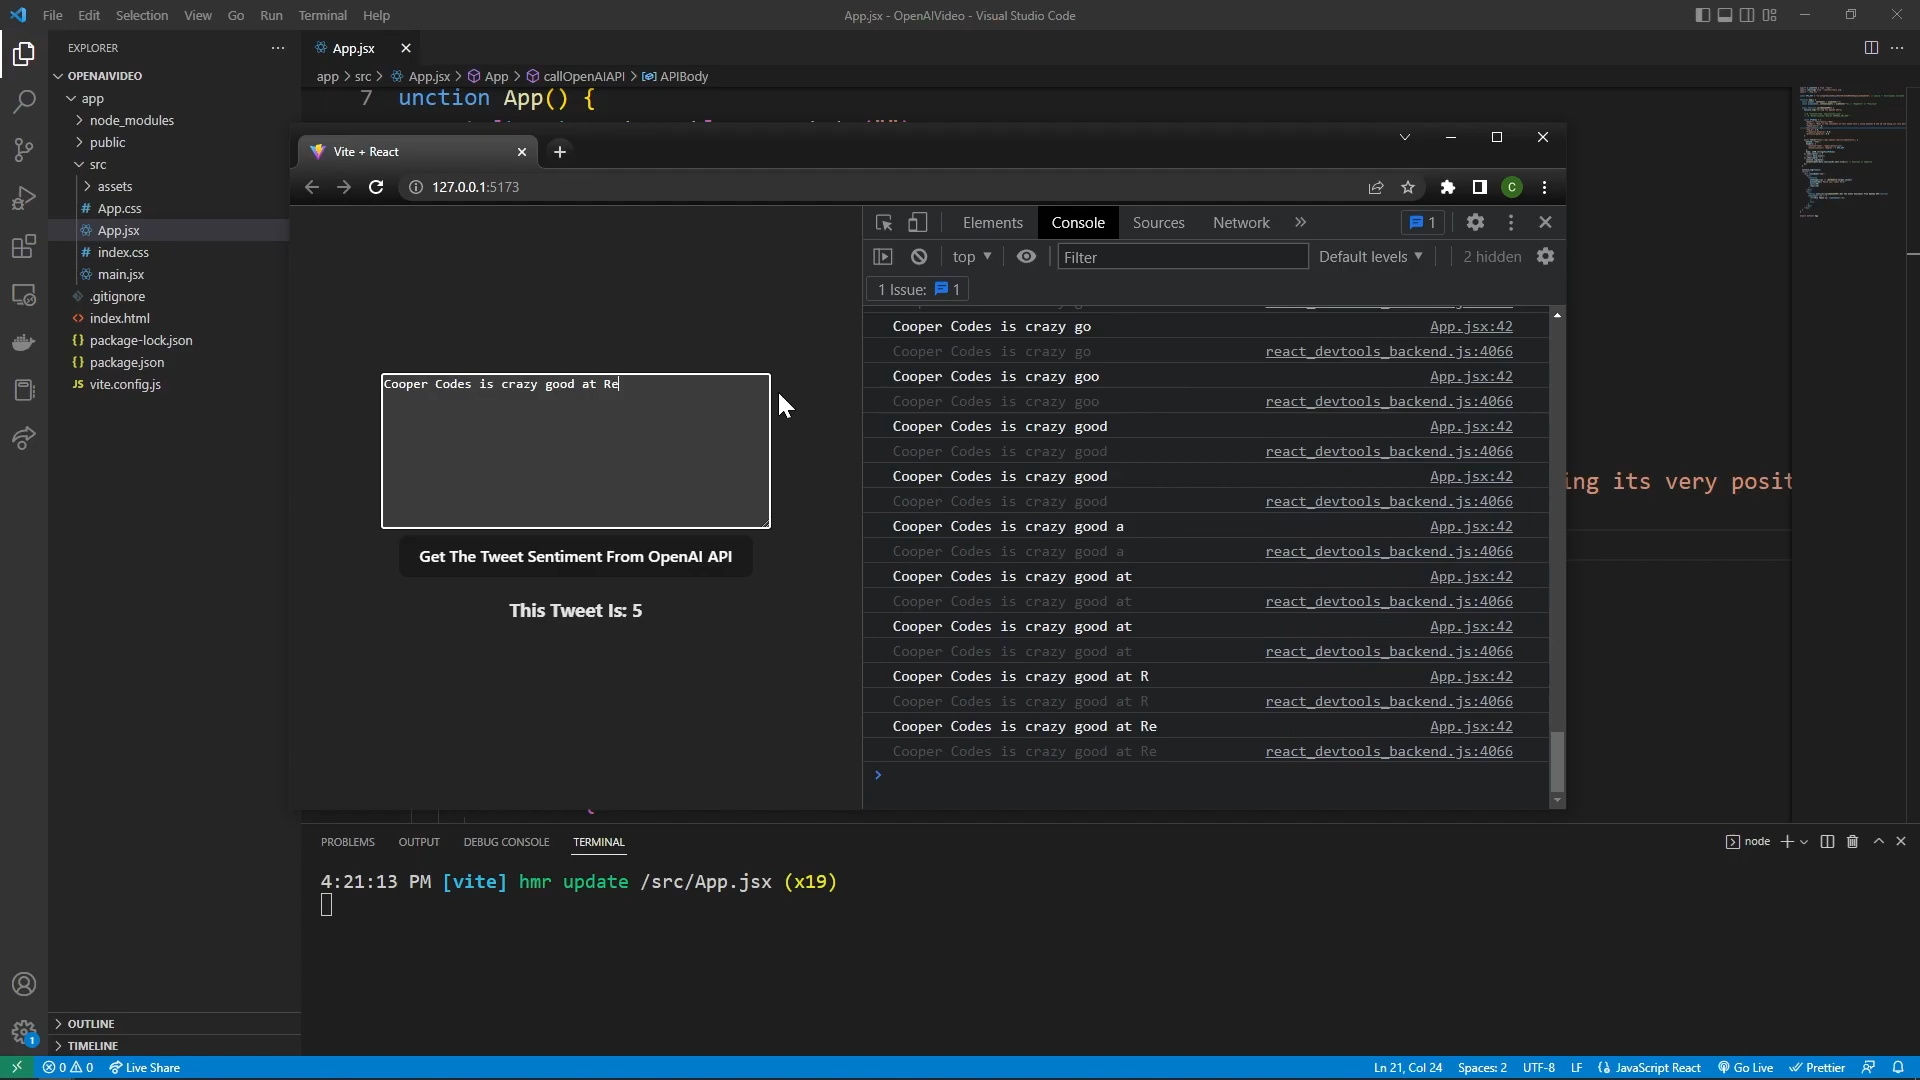 File Edit Selection View Go Run Terminal Help
App.jsx - OpenAIVideo - Visual Studio Code
EXPLORER
OPENAIVIDEO
app
node_modules
public
src
assets
# App.css
App.jsx
# index.css
main.jsx
.gitignore
<> index.html
{} package-lock.json
{} package.json
JS vite.config.js
OUTLINE
TIMELINE
App.jsx
app > src > App.jsx > App > callOpenAIAPI > APIBody
7 unction App() {
ing its very posit
Vite + React
127.0.0.1:5173
C
Cooper Codes is crazy good at Re
Get The Tweet Sentiment From OpenAI API
This Tweet Is: 5
Elements Console Sources Network 1
top Filter Default levels 2 hidden
1 Issue: 1
Cooper Codes is crazy go App.jsx:42
Cooper Codes is crazy go react_devtools_backend.js:4066
Cooper Codes is crazy goo App.jsx:42
Cooper Codes is crazy goo react_devtools_backend.js:4066
Cooper Codes is crazy good App.jsx:42
Cooper Codes is crazy good react_devtools_backend.js:4066
Cooper Codes is crazy good App.jsx:42
Cooper Codes is crazy good react_devtools_backend.js:4066
Cooper Codes is crazy good a App.jsx:42
Cooper Codes is crazy good a react_devtools_backend.js:4066
Cooper Codes is crazy good at App.jsx:42
Cooper Codes is crazy good at react_devtools_backend.js:4066
Cooper Codes is crazy good at App.jsx:42
Cooper Codes is crazy good at react_devtools_backend.js:4066
Cooper Codes is crazy good at R App.jsx:42
Cooper Codes is crazy good at R react_devtools_backend.js:4066
Cooper Codes is crazy good at Re App.jsx:42
Cooper Codes is crazy good at Re react_devtools_backend.js:4066
PROBLEMS OUTPUT DEBUG CONSOLE TERMINAL
node
4:21:13 PM [vite] hmr update /src/App.jsx (x19)
1
0 0 Live Share
Ln 21, Col 24 Spaces: 2 UTF-8 LF JavaScript React Go Live Prettier